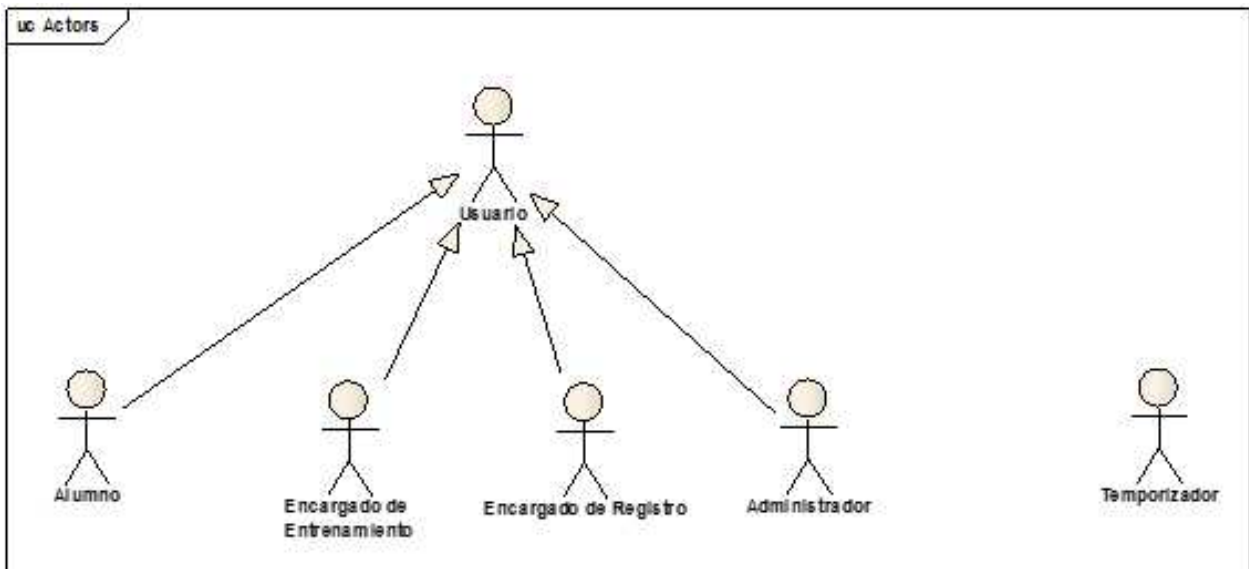 uc Actors
Usuario
Alumno
Encargado de
Entrenamiento
Encargado de Registro
Administrador
Temporizador